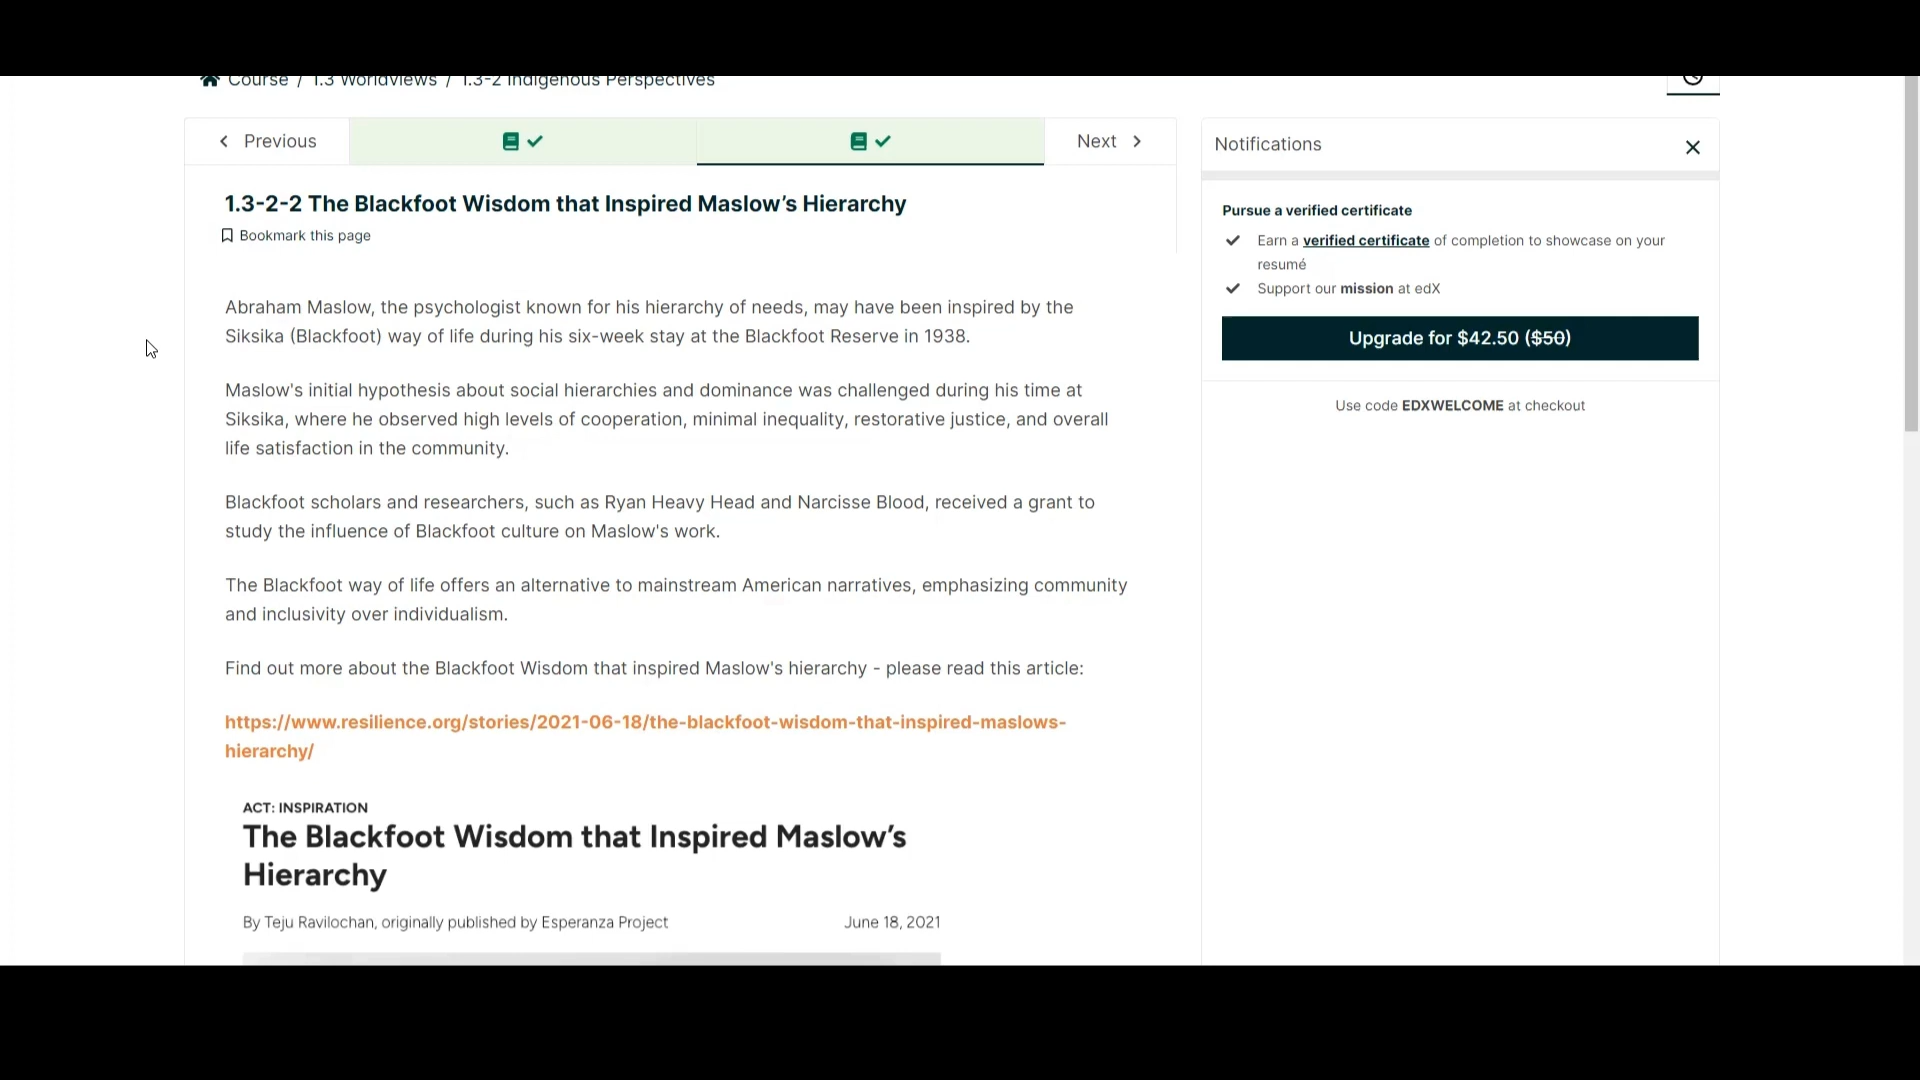 Course / 1.3 Worldviews / 1.3-2 Indigenous Perspectives
Previous
Next
1.3-2-2 The Blackfoot Wisdom that Inspired Maslow’s Hierarchy
Bookmark this page
Abraham Maslow, the psychologist known for his hierarchy of needs, may have been inspired by the
Siksika (Blackfoot) way of life during his six-week stay at the Blackfoot Reserve in 1938.
Maslow's initial hypothesis about social hierarchies and dominance was challenged during his time at
Siksika, where he observed high levels of cooperation, minimal inequality, restorative justice, and overall
life satisfaction in the community.
Blackfoot scholars and researchers, such as Ryan Heavy Head and Narcisse Blood, received a grant to
study the influence of Blackfoot culture on Maslow's work.
The Blackfoot way of life offers an alternative to mainstream American narratives, emphasizing community
and inclusivity over individualism.
Find out more about the Blackfoot Wisdom that inspired Maslow's hierarchy - please read this article:
https://www.resilience.org/stories/2021-06-18/the-blackfoot-wisdom-that-inspired-maslows-
hierarchy/
ACT: INSPIRATION
The Blackfoot Wisdom that Inspired Maslow’s
Hierarchy
By Teju Ravilochan, originally published by Esperanza Project
June 18, 2021
Notifications
Pursue a verified certificate
Earn a verified certificate of completion to showcase on your
resumé
Support our mission at edX
Upgrade for $42.50 ($50)
Use code EDXWELCOME at checkout